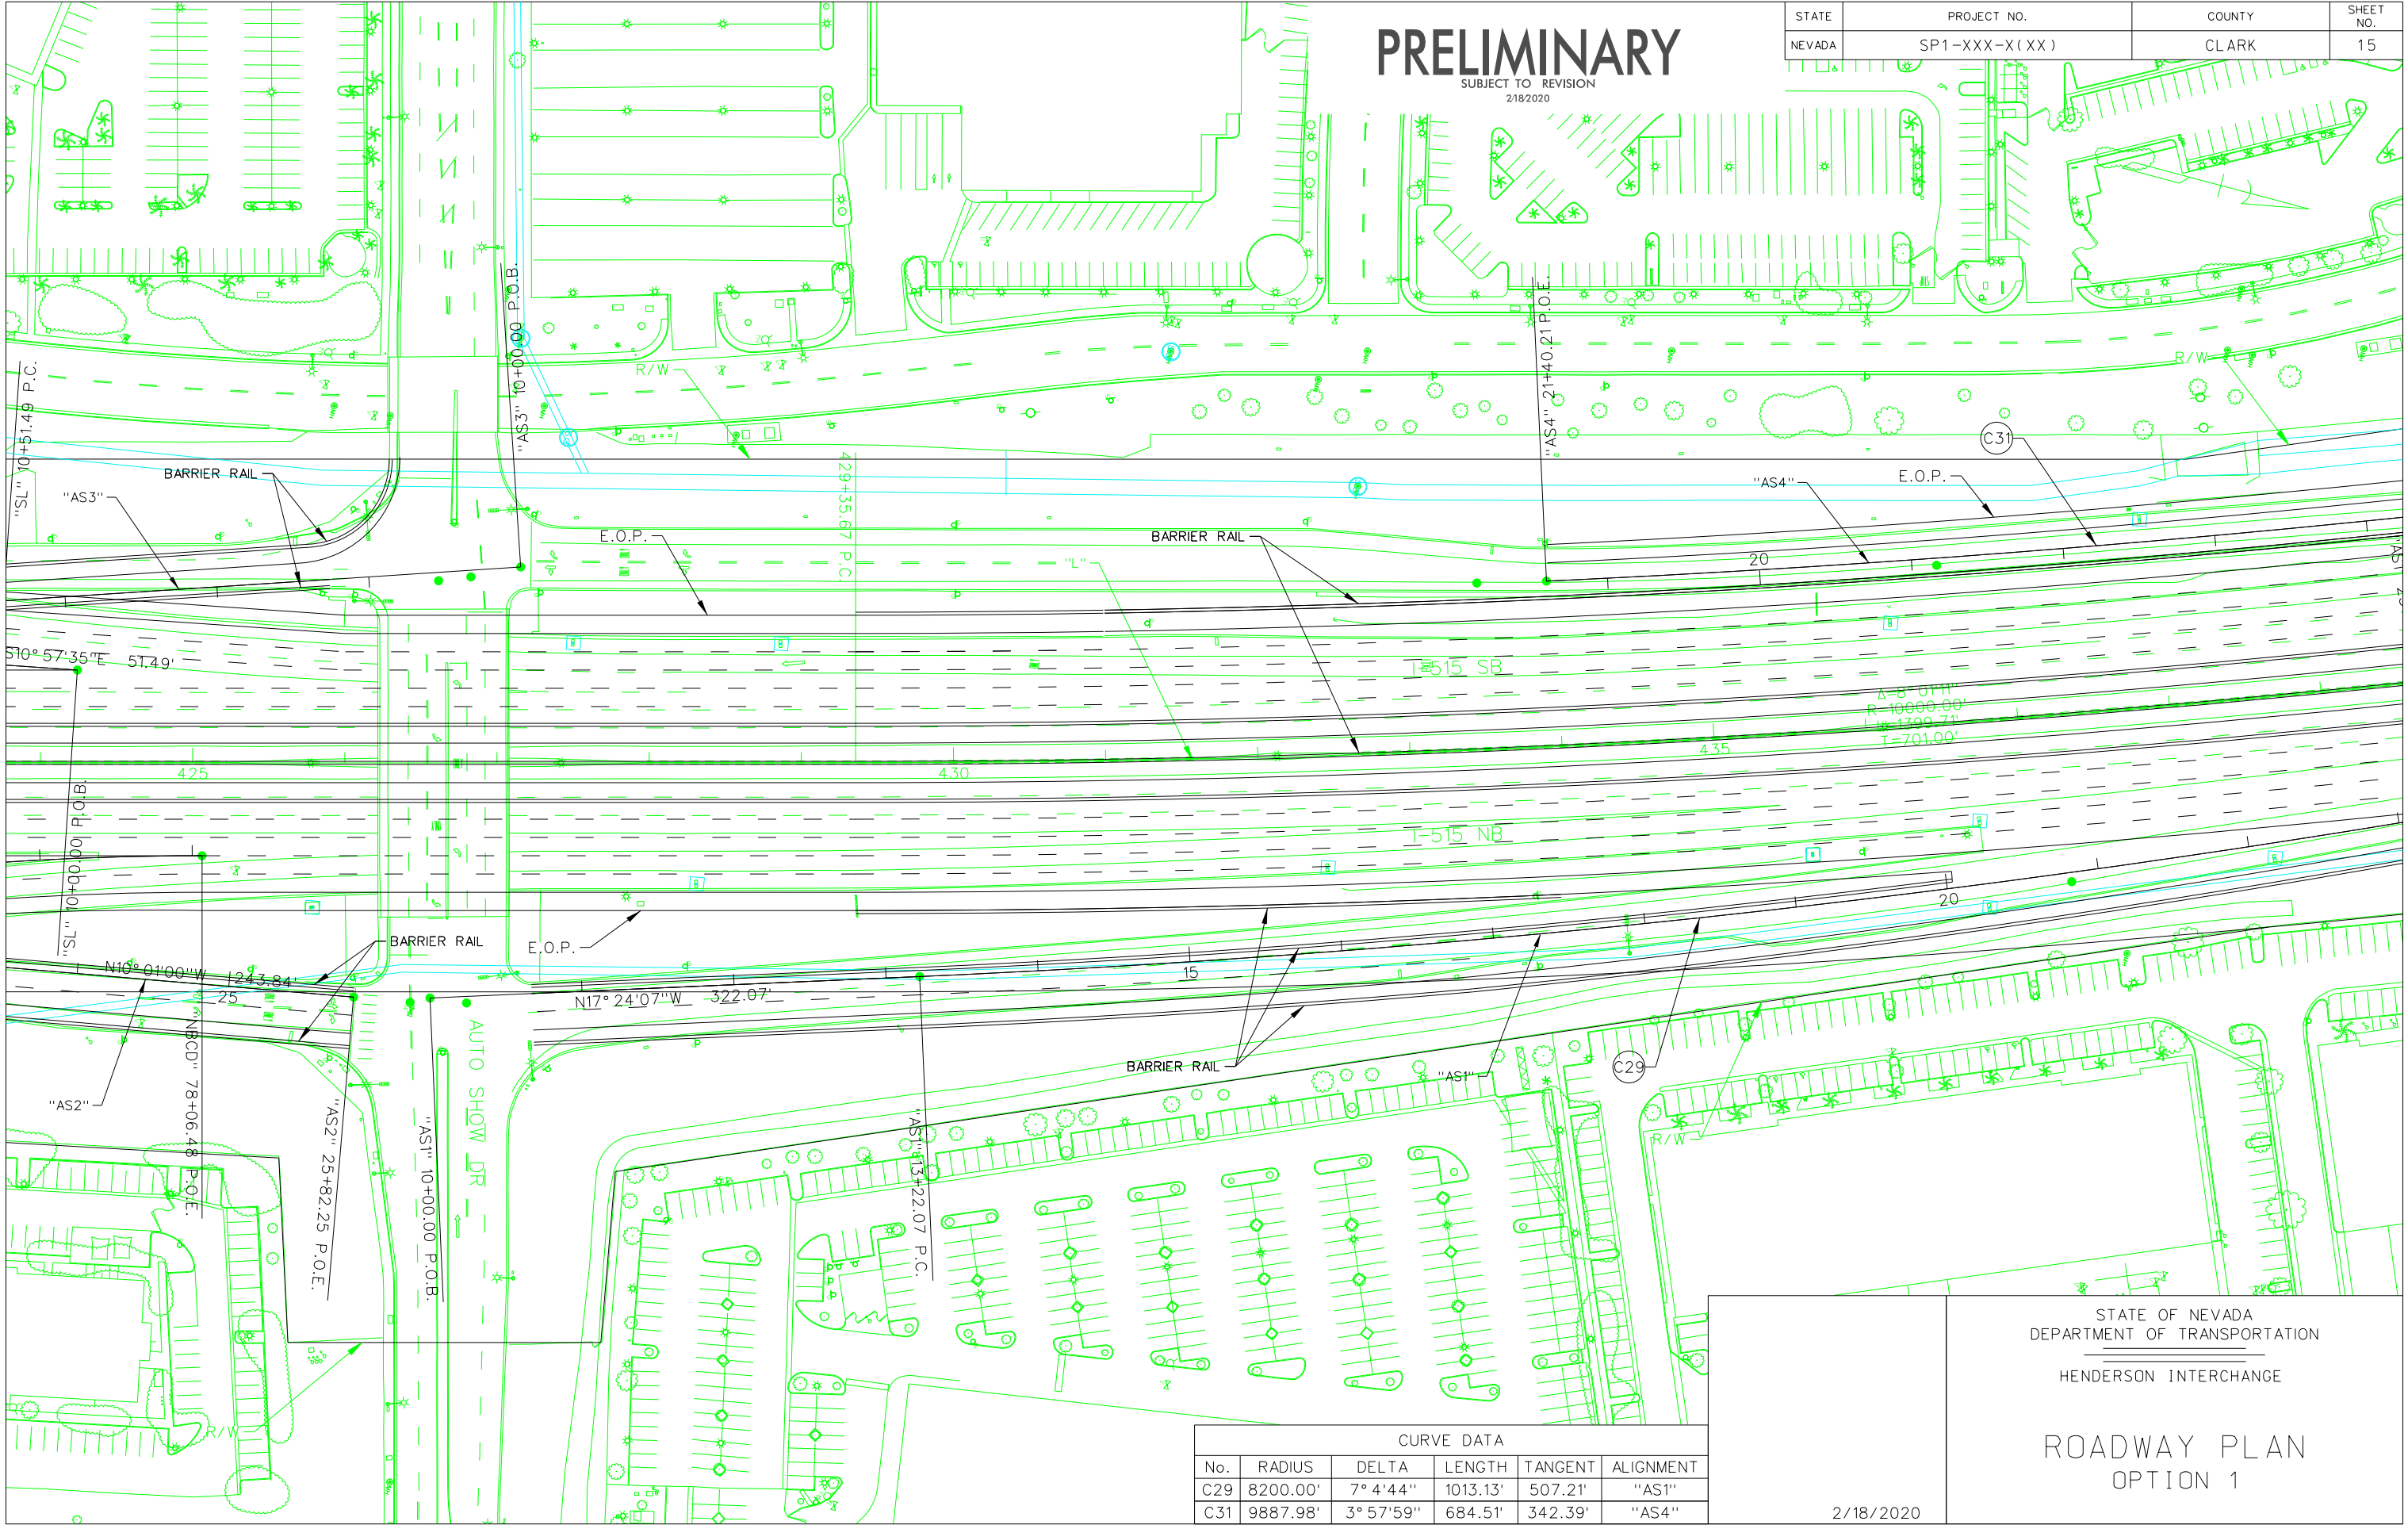 PRELIMINARY
SUBJECT TO REVISION
2/18/2020
STATE PROJECT NO. COUNTY SHEET NO.
NEVADA SP1-XXX-X(XX) CLARK 15
"SL" 10+51.49 P.C.
"AS3" 10+00.00 P.O.B.
"AS4" 21+40.21 P.O.E.
R/W
R/W
C31
BARRIER RAIL
"AS3"
429+35.67 P.C.
"AS4"
E.O.P.
E.O.P.
BARRIER RAIL
"L"
20
S10° 57'35"E 51.49'
I-515 SB
Δ=8° 01'11"
R=10000.00'
L=1399.71'
T=701.00'
425
430
435
"SL" 10+00.00 P.O.B.
I-515 NB
BARRIER RAIL
E.O.P.
20
N10° 01'00"W 1243.84'
25
15
N17° 24'07"W 322.07'
"NBCD" 78+06.48 P.O.E.
"AS2"
"AS2" 25+82.25 P.O.E.
"AS1" 10+00.00 P.O.B.
AUTO SHOW DR
"AS1" 13+22.07 P.C.
BARRIER RAIL
"AS1"
C29
R/W
R/W
CURVE DATA
No. RADIUS DELTA LENGTH TANGENT ALIGNMENT
C29 8200.00' 7° 4'44" 1013.13' 507.21' "AS1"
C31 9887.98' 3° 57'59" 684.51' 342.39' "AS4"
2/18/2020
STATE OF NEVADA
DEPARTMENT OF TRANSPORTATION
HENDERSON INTERCHANGE
ROADWAY PLAN
OPTION 1